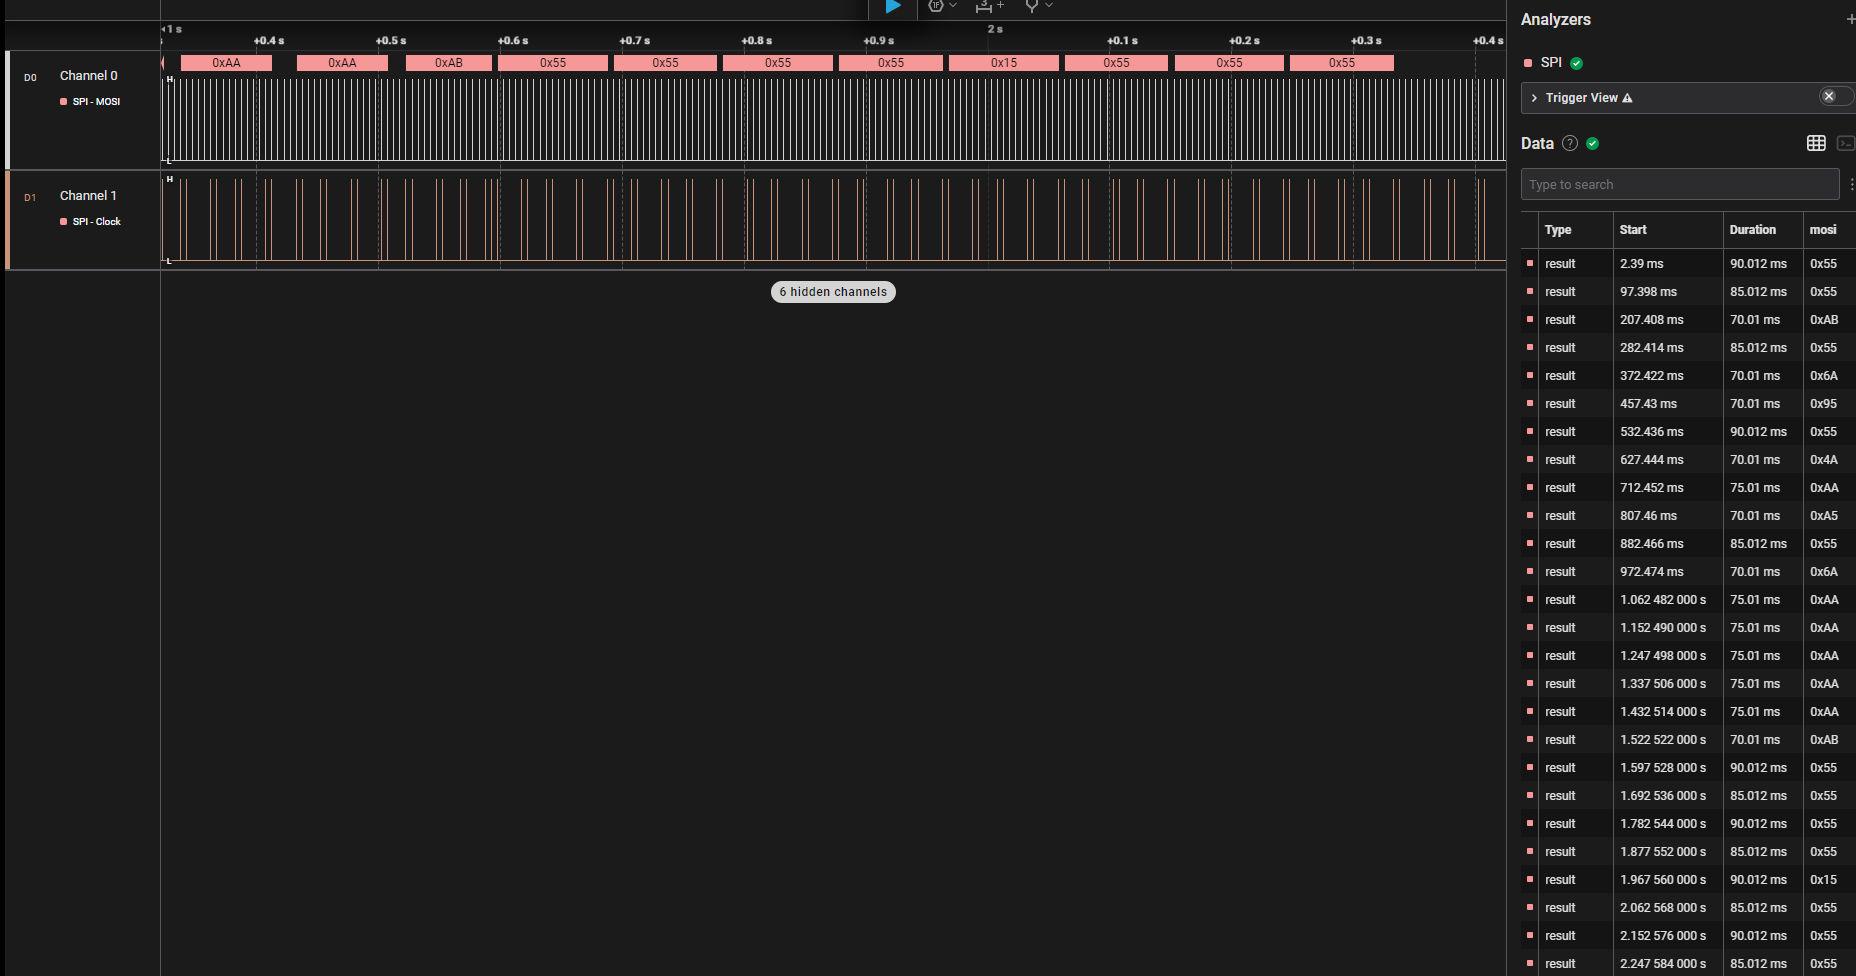 1 s
+0.4 s +0.5 s +0.6 s +0.7 s +0.8 s +0.9 s 2 s +0.1 s +0.2 s +0.3 s +0.4 s
D0 Channel 0
SPI - MOSI
0xAA 0xAA 0xAB 0x55 0x55 0x55 0x55 0x15 0x55 0x55 0x55
H
L
D1 Channel 1
SPI - Clock
H
L
6 hidden channels
Analyzers
SPI
Trigger View
Data
Type to search
Type Start Duration mosi
result 2.39 ms 90.012 ms 0x55
result 97.398 ms 85.012 ms 0x55
result 207.408 ms 70.01 ms 0xAB
result 282.414 ms 85.012 ms 0x55
result 372.422 ms 70.01 ms 0x6A
result 457.43 ms 70.01 ms 0x95
result 532.436 ms 90.012 ms 0x55
result 627.444 ms 70.01 ms 0x4A
result 712.452 ms 75.01 ms 0xAA
result 807.46 ms 70.01 ms 0xA5
result 882.466 ms 85.012 ms 0x55
result 972.474 ms 70.01 ms 0x6A
result 1.062 482 000 s 75.01 ms 0xAA
result 1.152 490 000 s 75.01 ms 0xAA
result 1.247 498 000 s 75.01 ms 0xAA
result 1.337 506 000 s 75.01 ms 0xAA
result 1.432 514 000 s 75.01 ms 0xAA
result 1.522 522 000 s 70.01 ms 0xAB
result 1.597 528 000 s 90.012 ms 0x55
result 1.692 536 000 s 85.012 ms 0x55
result 1.782 544 000 s 90.012 ms 0x55
result 1.877 552 000 s 85.012 ms 0x55
result 1.967 560 000 s 90.012 ms 0x15
result 2.062 568 000 s 85.012 ms 0x55
result 2.152 576 000 s 90.012 ms 0x55
result 2.247 584 000 s 85.012 ms 0x55